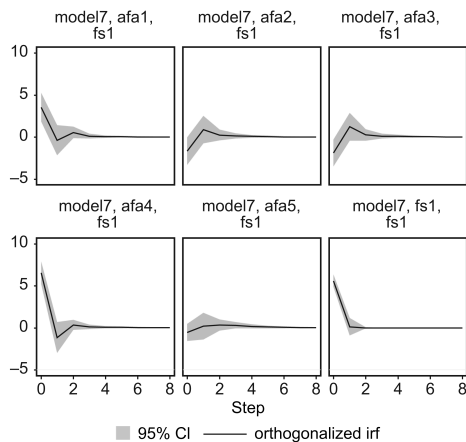 model7, afa1,
fs1
model7, afa2,
fs1
model7, afa3,
fs1
10
5
0
−5
model7, afa4,
fs1
model7, afa5,
fs1
model7, fs1,
fs1
10
5
0
−5
0 2 4 6 8
0 2 4 6 8
0 2 4 6 8
Step
95% CI
orthogonalized irf